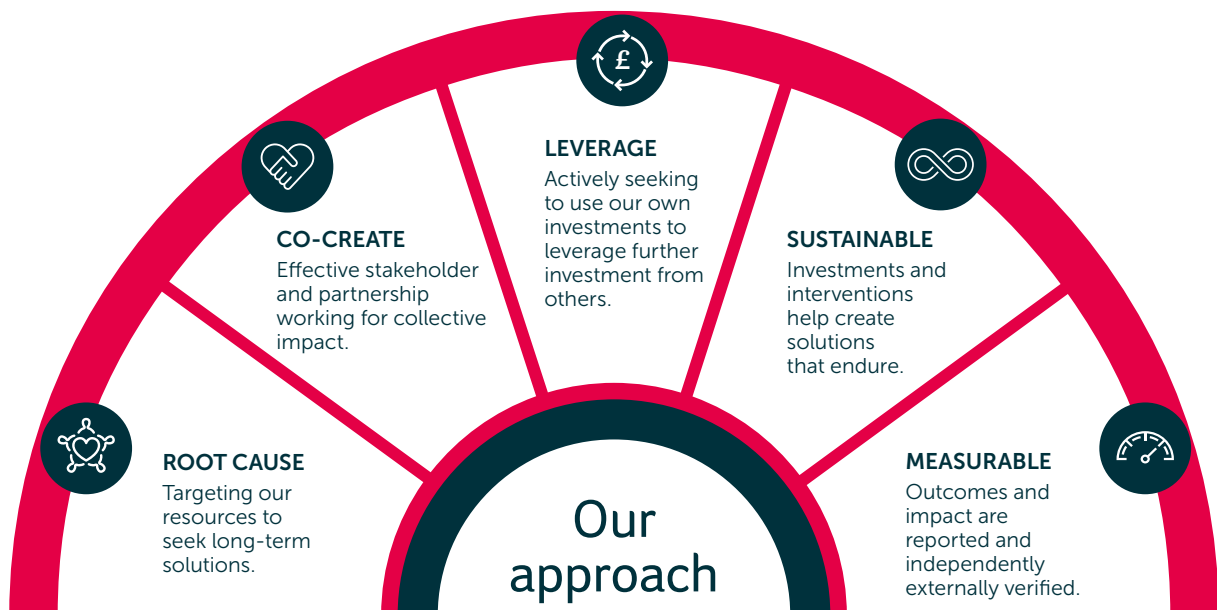 £
LEVERAGE
Actively seeking
to use our own
investments to
leverage further
investment from
others.
CO-CREATE
Effective stakeholder
and partnership
working for collective
impact.
SUSTAINABLE
Investments and
interventions
help create
solutions
that endure.
ROOT CAUSE
Targeting our
resources to
seek long-term
solutions.
MEASURABLE
Outcomes and
impact are
reported and
independently
externally verified.
Our
approach